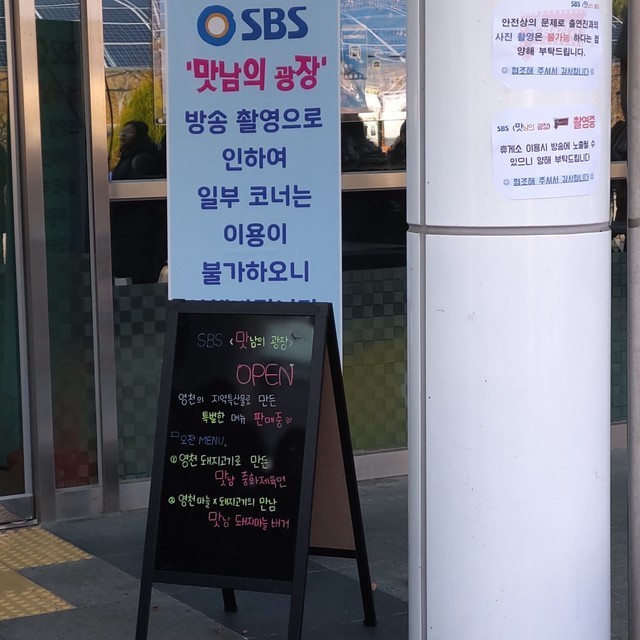 SBS
'맛남의 광장'
방송 촬영으로
인하여
일부 코너는
이용이
불가하오니
SBS <맛남의 광장>
OPEN
영천의 지역특산물로 만든
특별한 메뉴 판매중♡
오전 MENU.
① 영천 돼지고기로 만든
맛남 중화제육면
② 영천마늘x돼지고기의 만남
맛남 돼지마늘 버거
안전상의 문제로 출연진과의
사진 촬영은 불가능 하다는 점
양해 부탁드립니다.
협조해 주셔서 감사합니다
SBS <맛남의 광장> 촬영중
휴게소 이용시 방송에 노출될 수
있으니 양해 부탁드립니다
협조해 주셔서 감사합니다